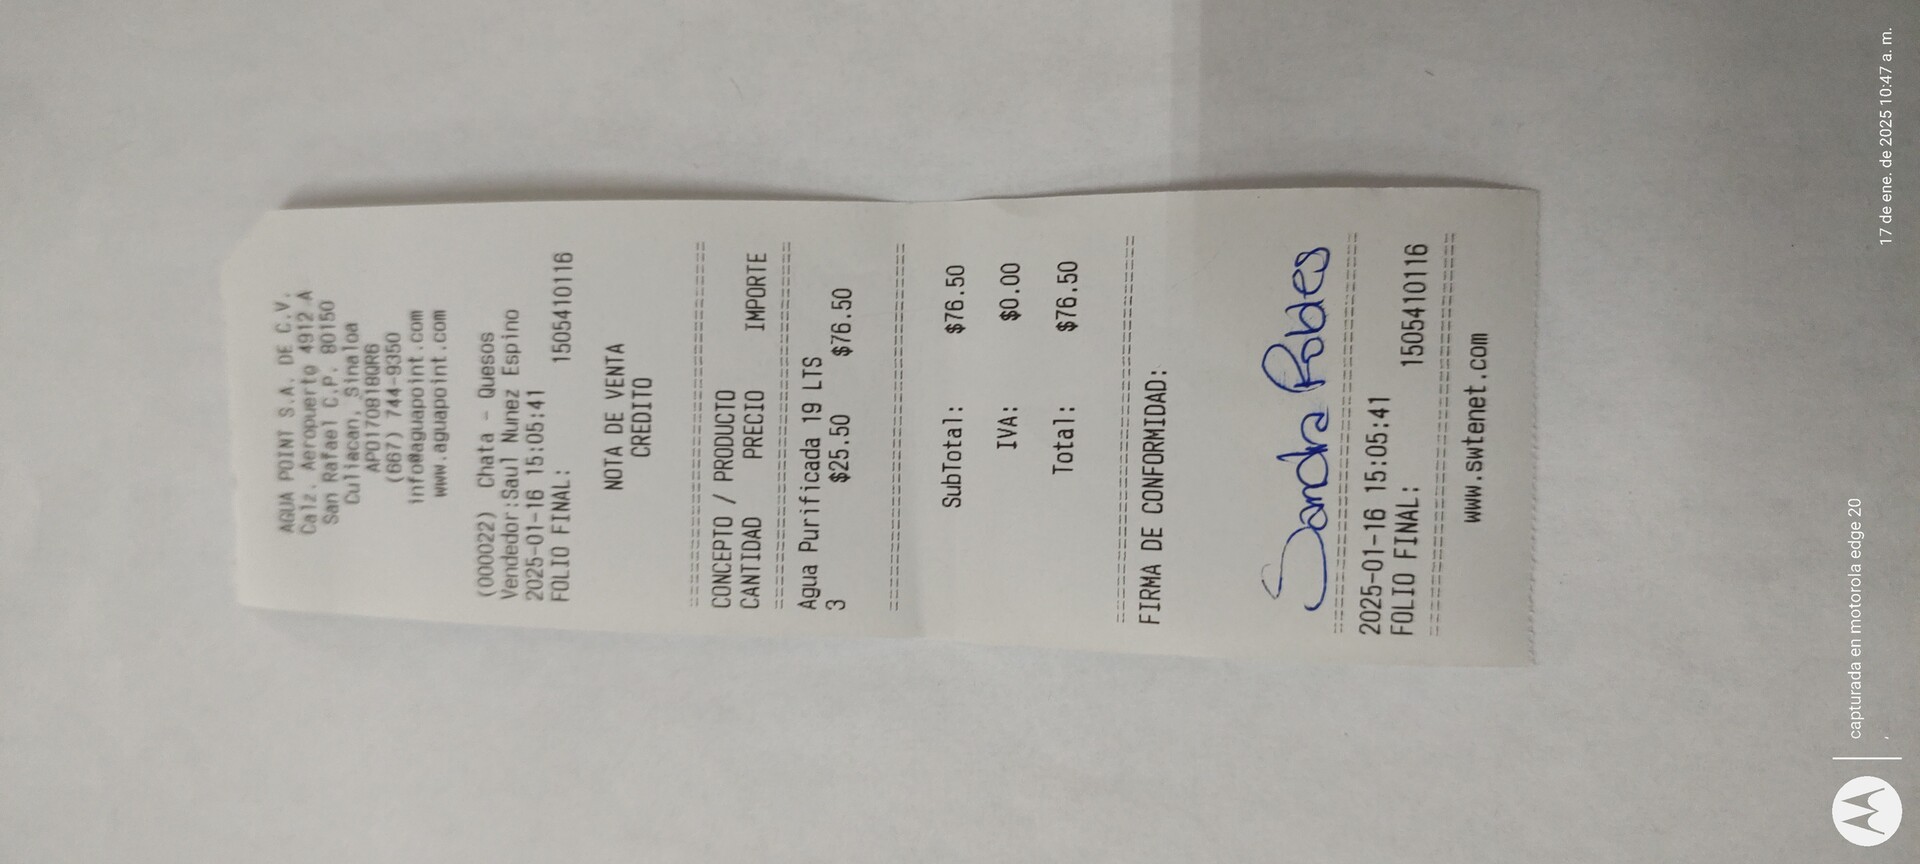 AGUA POINT S.A. DE C.V.
Calz. Aeropuerto 4912 A
San Rafael C.P. 80150
Culiacan, Sinaloa
APO170818QR6
(667) 744-9350
info@aguapoint.com
www.aguapoint.com
(000022) Chata - Quesos
Vendedor:Saul Nunez Espino
2025-01-16 15:05:41
FOLIO FINAL: 1505410116
NOTA DE VENTA
CREDITO
==============================
CONCEPTO / PRODUCTO
CANTIDAD PRECIO IMPORTE
==============================
Agua Purificada 19 LTS
3 $25.50 $76.50
==============================
SubTotal: $76.50
IVA: $0.00
Total: $76.50
==============================
FIRMA DE CONFORMIDAD:
Sandra Robles
==============================
2025-01-16 15:05:41
FOLIO FINAL: 1505410116
==============================
www.swtenet.com
capturada en motorola edge 20
17 de ene. de 2025 10:47 a. m.